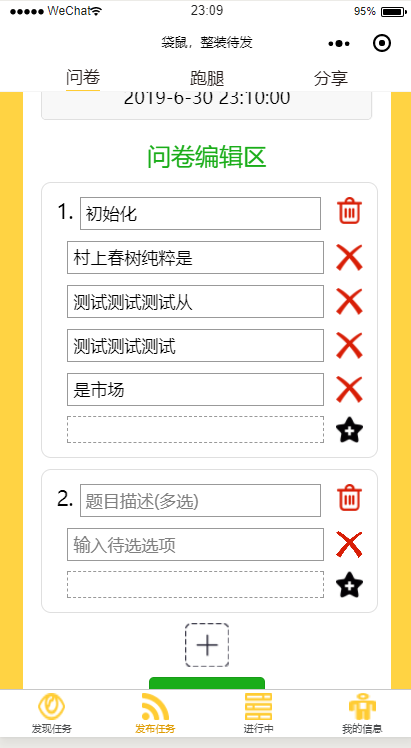 ●●●●● WeChat 23:09 95%
袋鼠，整装待发
问卷 跑腿 分享
2019-6-30 23:10:00
问卷编辑区
1. 初始化
村上春树纯粹是
测试测试测试从
测试测试测试
是市场
2. 题目描述(多选)
输入待选选项
发现任务 发布任务 进行中 我的信息